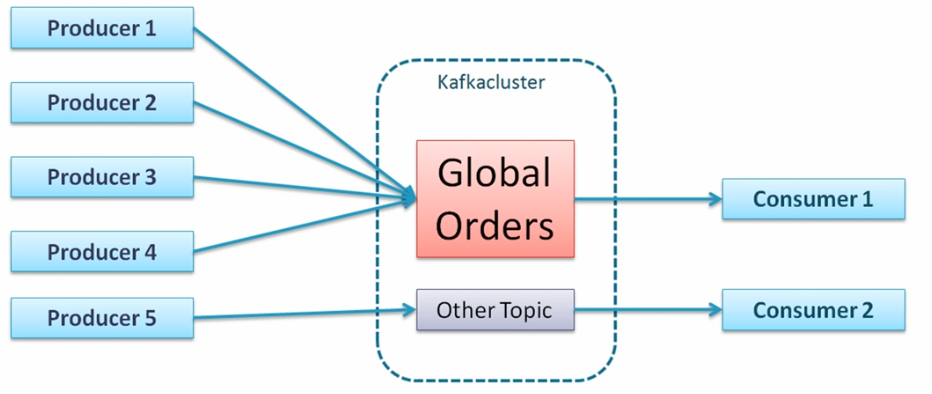 Producer 1
Producer 2
Producer 3
Producer 4
Producer 5
Kafkacluster
Global
Orders
Other Topic
Consumer 1
Consumer 2